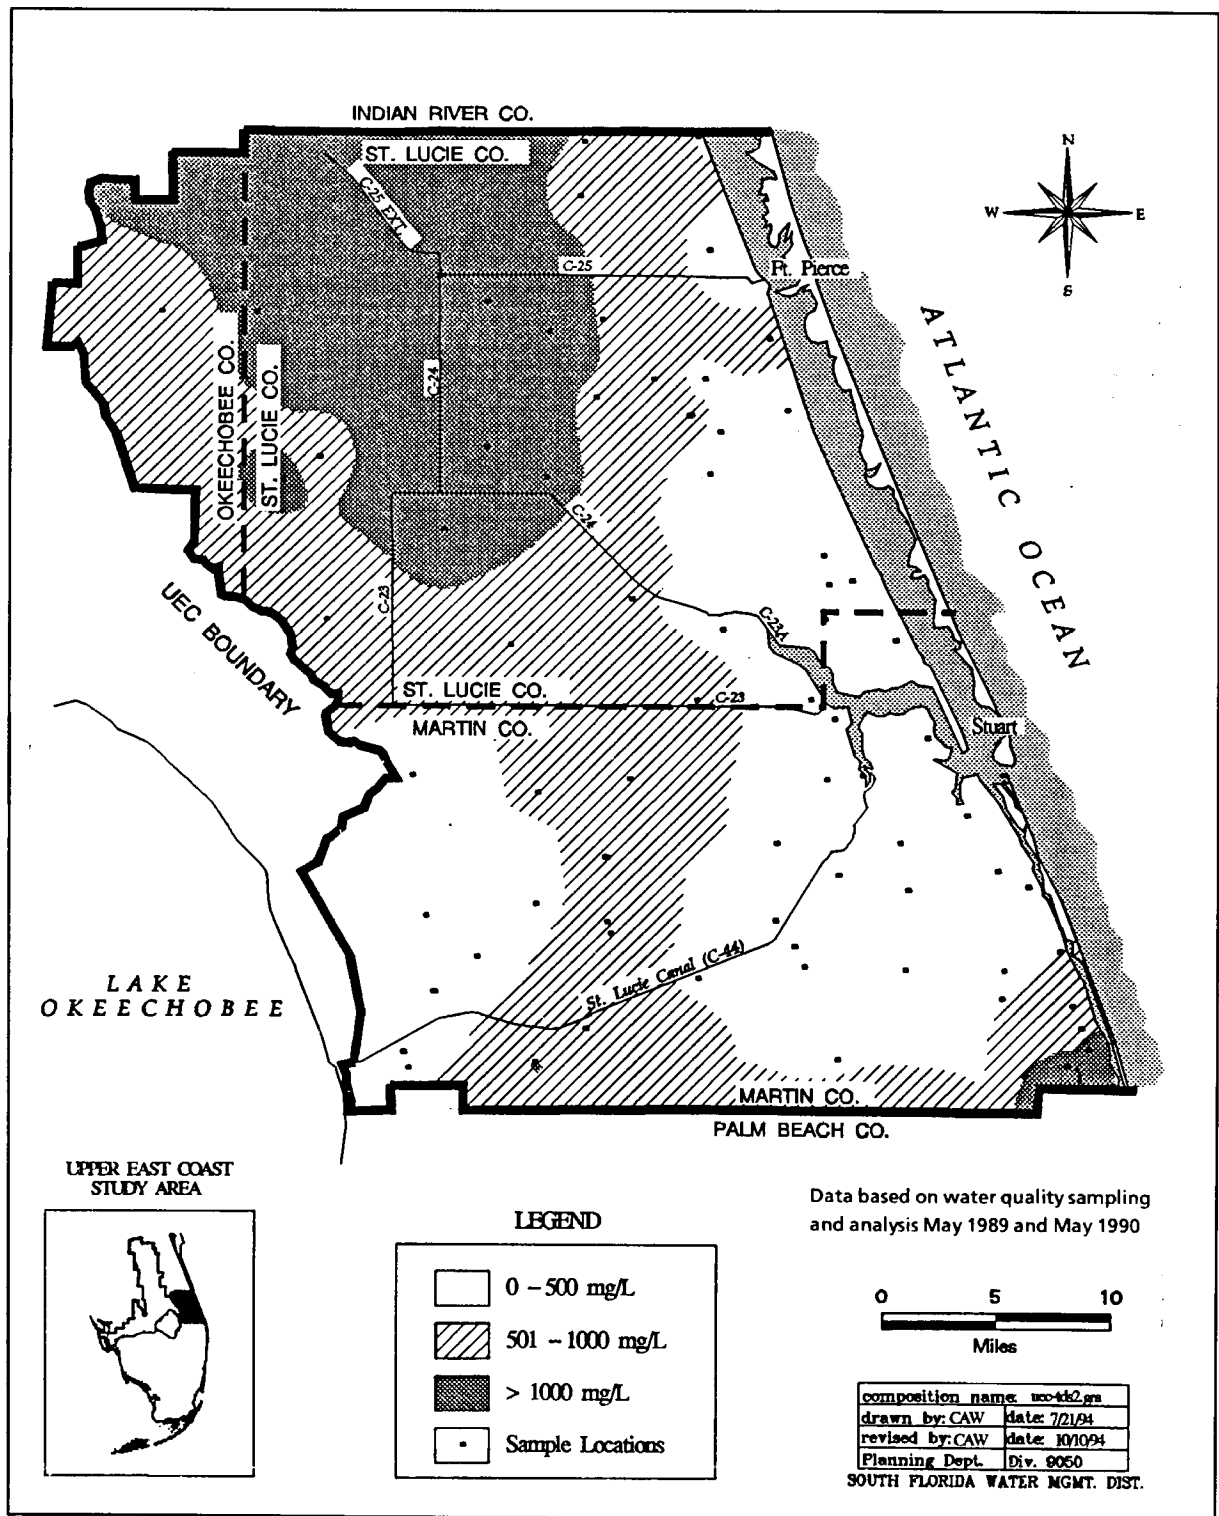 INDIAN RIVER CO.
ST. LUCIE CO.
N
W
E
S
C-25 EXT.
C-25
Ft. Pierce
ATLANTIC OCEAN
OKEECHOBEE CO.
ST. LUCIE CO.
C-24
C-24
C-23
C-23A
UEC BOUNDARY
ST. LUCIE CO.
C-23
MARTIN CO.
Stuart
St. Lucie Canal (C-44)
LAKE
OKEECHOBEE
MARTIN CO.
PALM BEACH CO.
UPPER EAST COAST
STUDY AREA
LEGEND
0 - 500 mg/L
501 - 1000 mg/L
> 1000 mg/L
Sample Locations
Data based on water quality sampling
and analysis May 1989 and May 1990
0 5 10
Miles
composition name:
drawn by: CAW date: 7/21/94
revised by: CAW date: 10/10/94
Planning Dept. Div. 9050
SOUTH FLORIDA WATER MGMT. DIST.